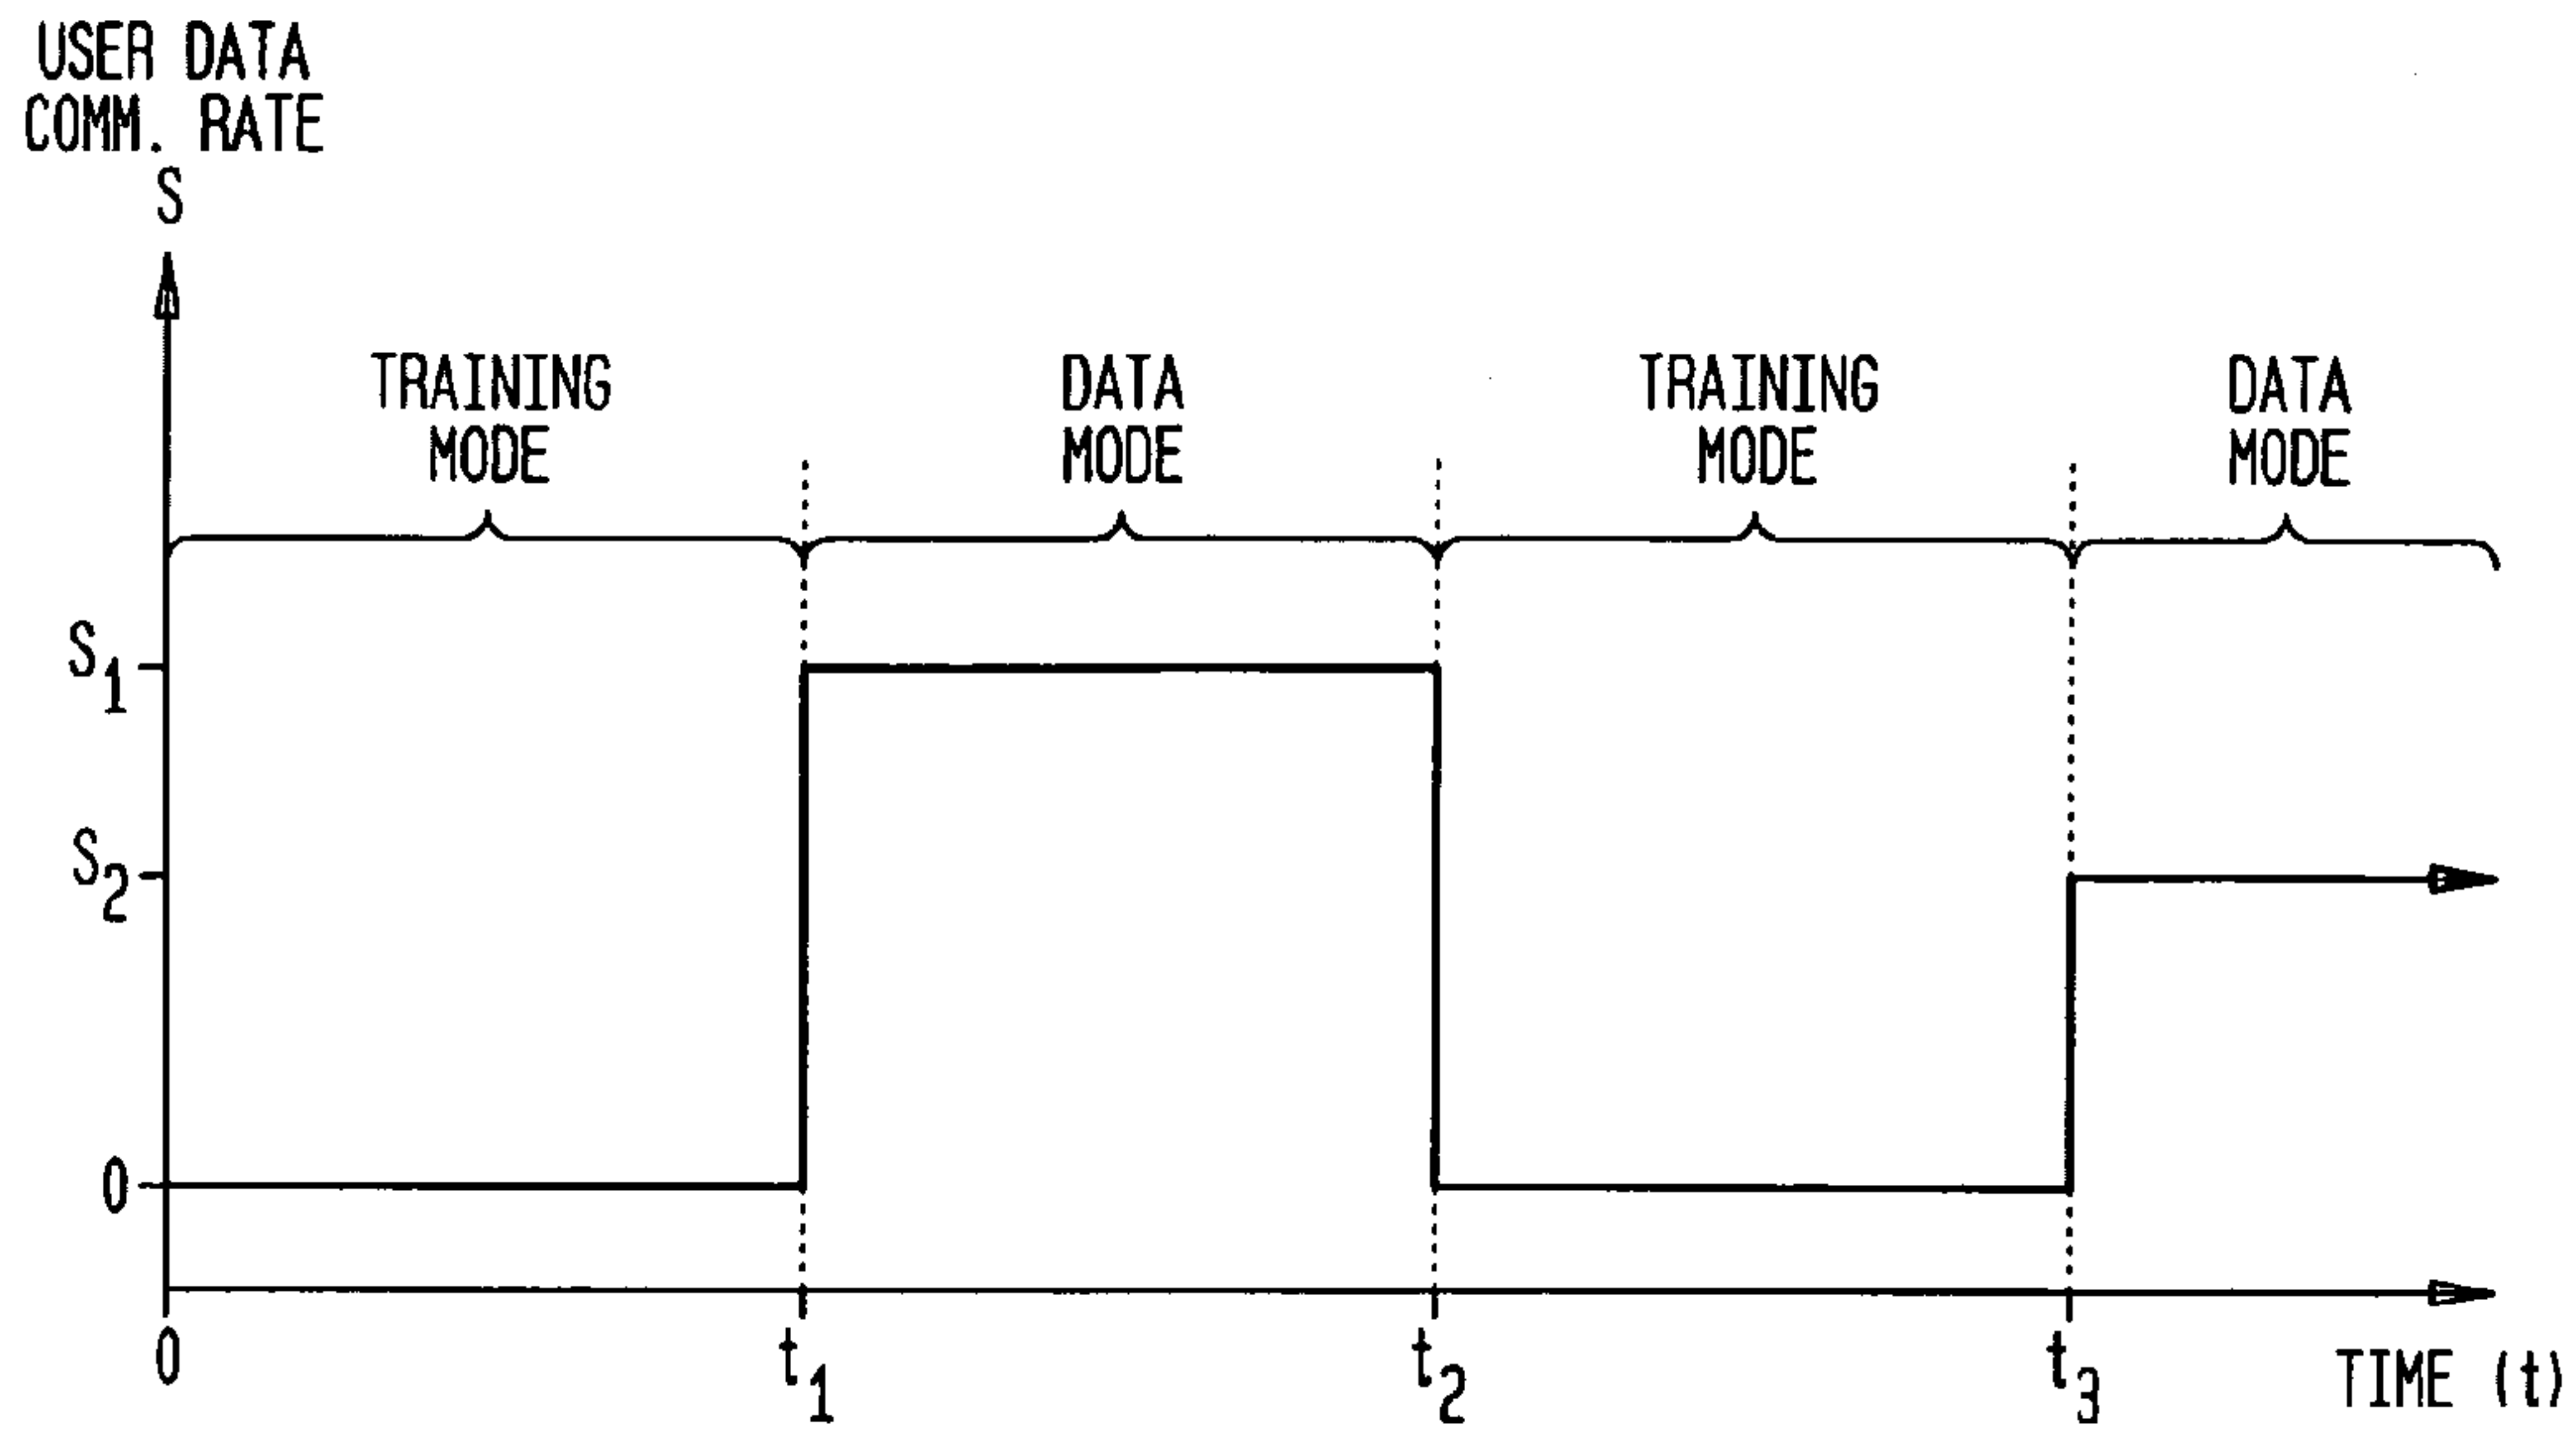 USER DATA
COMM. RATE
S
TRAINING
MODE
DATA
MODE
TRAINING
MODE
DATA
MODE
S1
S2
0
0
t1
t2
t3
TIME (t)